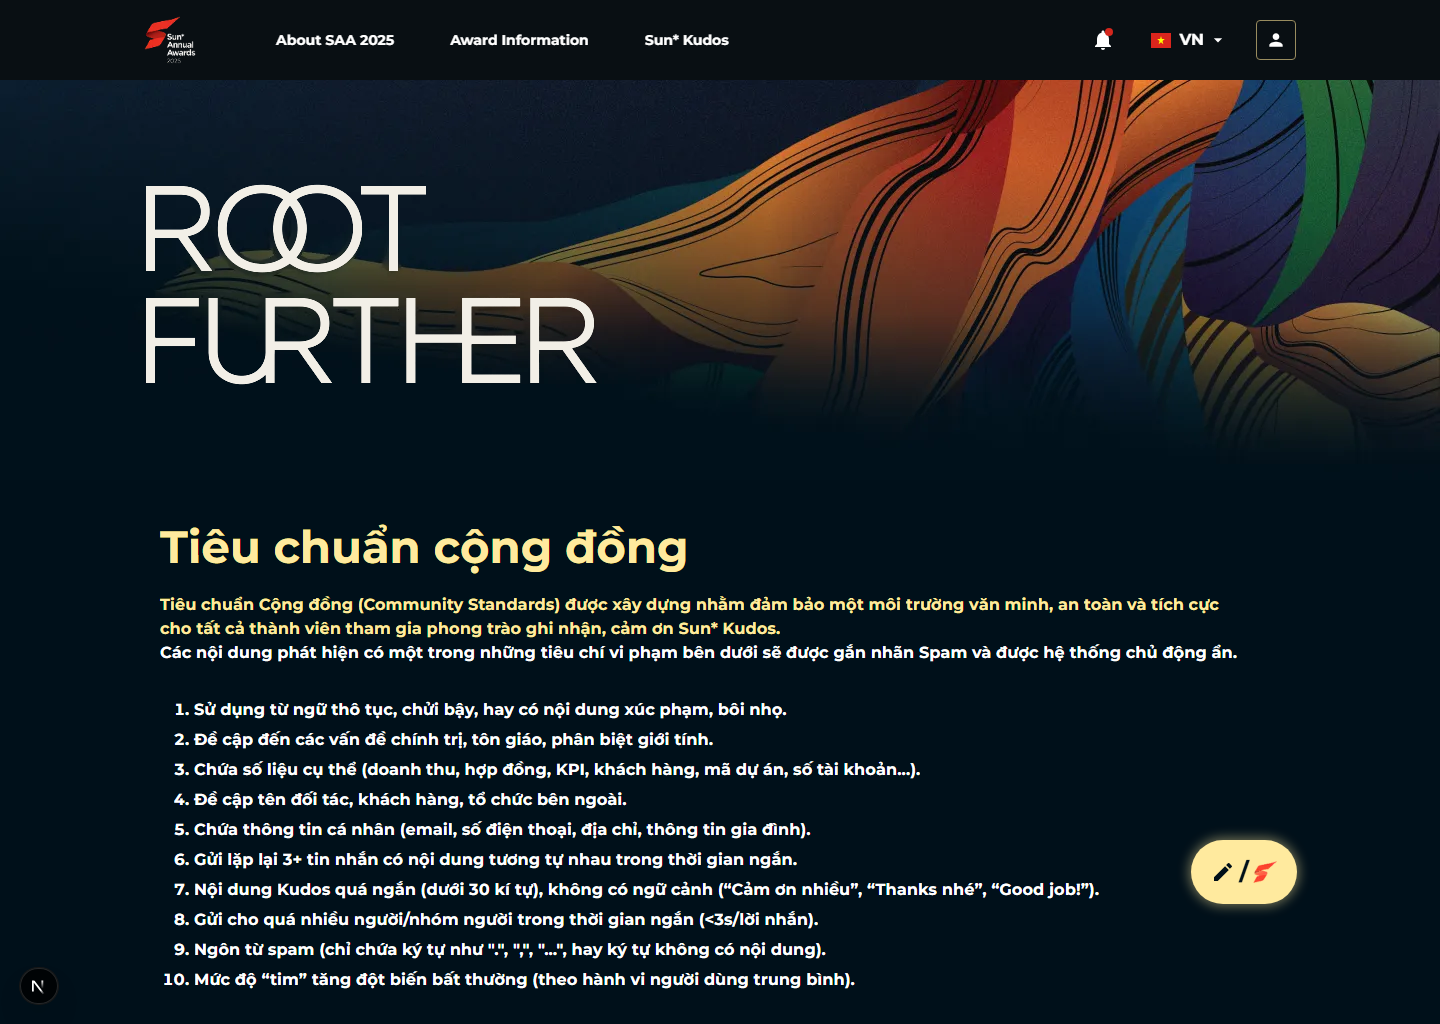 Sun*
Annual
Awards
2025
About SAA 2025
Award Information
Sun* Kudos
VN
ROOT
FURTHER
Tiêu chuẩn cộng đồng
Tiêu chuẩn Cộng đồng (Community Standards) được xây dựng nhằm đảm bảo một môi trường văn minh, an toàn và tích cực
cho tất cả thành viên tham gia phong trào ghi nhận, cảm ơn Sun* Kudos.
Các nội dung phát hiện có một trong những tiêu chí vi phạm bên dưới sẽ được gắn nhãn Spam và được hệ thống chủ động ẩn.
1. Sử dụng từ ngữ thô tục, chửi bậy, hay có nội dung xúc phạm, bôi nhọ.
2. Đề cập đến các vấn đề chính trị, tôn giáo, phân biệt giới tính.
3. Chứa số liệu cụ thể (doanh thu, hợp đồng, KPI, khách hàng, mã dự án, số tài khoản...).
4. Đề cập tên đối tác, khách hàng, tổ chức bên ngoài.
5. Chứa thông tin cá nhân (email, số điện thoại, địa chỉ, thông tin gia đình).
6. Gửi lặp lại 3+ tin nhắn có nội dung tương tự nhau trong thời gian ngắn.
7. Nội dung Kudos quá ngắn (dưới 30 kí tự), không có ngữ cảnh (“Cảm ơn nhiều”, “Thanks nhé”, “Good job!”).
8. Gửi cho quá nhiều người/nhóm người trong thời gian ngắn (<3s/lời nhắn).
9. Ngôn từ spam (chỉ chứa ký tự như ".", ",", "...", hay ký tự không có nội dung).
10. Mức độ “tim” tăng đột biến bất thường (theo hành vi người dùng trung bình).
/
N